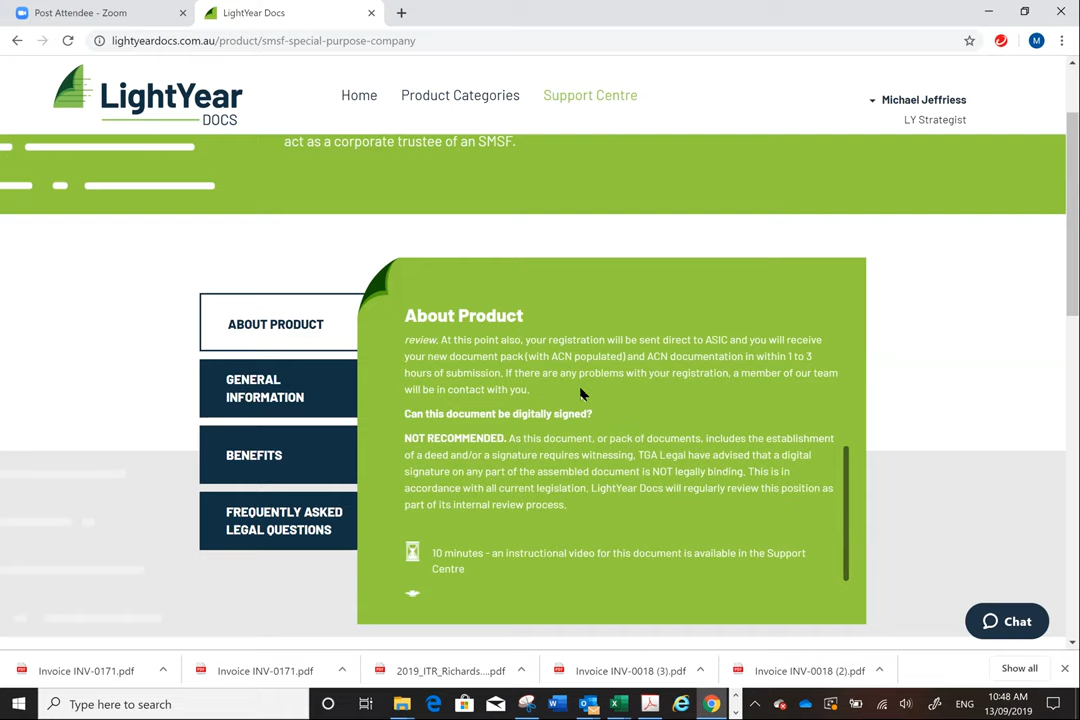 Post Attendee - Zoom
LightYear Docs
lightyeardocs.com.au/product/smsf-special-purpose-company
M
LightYear
DOCS
Home
Product Categories
Support Centre
Michael Jeffriess
LY Strategist
act as a corporate trustee of an SMSF.
ABOUT PRODUCT
GENERAL
INFORMATION
BENEFITS
FREQUENTLY ASKED
LEGAL QUESTIONS
About Product
review. At this point also, your registration will be sent direct to ASIC and you will receive
your new document pack (with ACN populated) and ACN documentation in within 1 to 3
hours of submission. If there are any problems with your registration, a member of our team
will be in contact with you.
Can this document be digitally signed?
NOT RECOMMENDED. As this document, or pack of documents, includes the establishment
of a deed and/or a signature requires witnessing, TGA Legal have advised that a digital
signature on any part of the assembled document is NOT legally binding. This is in
accordance with all current legislation. LightYear Docs will regularly review this position as
part of its internal review process.
10 minutes - an instructional video for this document is available in the Support
Centre
Chat
Invoice INV-0171.pdf
Invoice INV-0171.pdf
2019_ITR_Richards....pdf
Invoice INV-0018 (3).pdf
Invoice INV-0018 (2).pdf
Show all
Type here to search
ENG
10:48 AM
13/09/2019